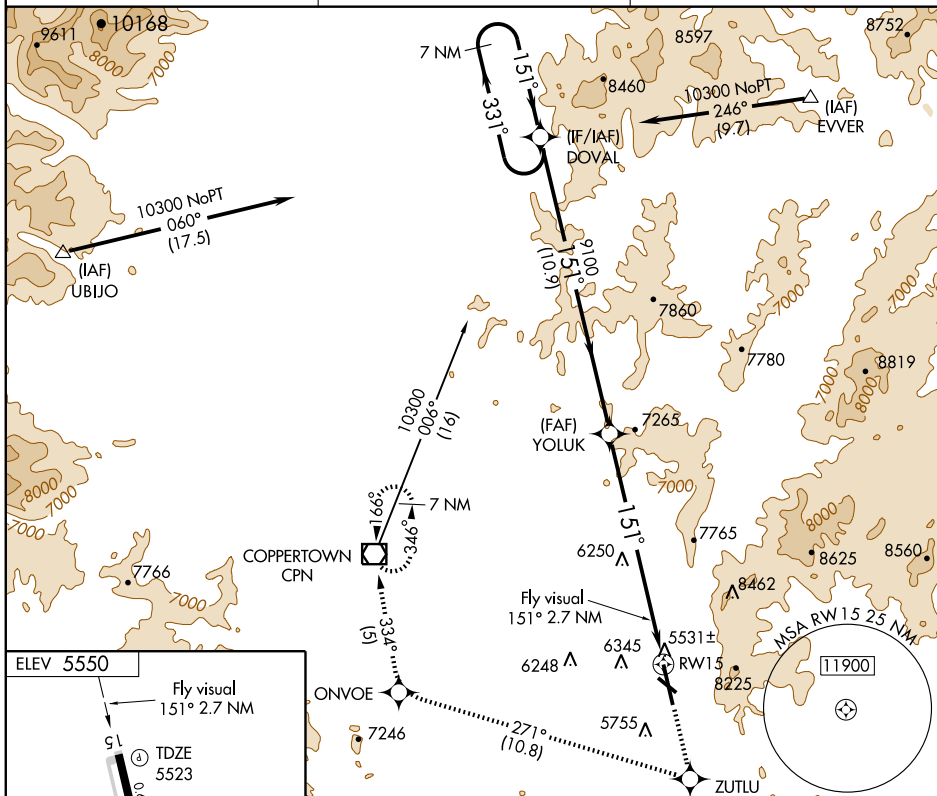 9611
10168
8000
7000
7 NM
151°
331°
8597
8460
8752
10300 NoPT
246°
(9.7)
(IAF)
EVVER
(IF/IAF)
DOVAL
10300 NoPT
060°
(17.5)
(IAF)
UBIJO
9100
151°
(10.9)
7860
7780
7000
7000
8819
8000
10300
006°
(16)
(FAF)
YOLUK
7265
7000
8000
7000
166°
346°
7 NM
COPPERTOWN
CPN
151°
7765
8000
8625
8560
6250
8462
7766
7000
334°
(5)
Fly visual
151° 2.7 NM
5531±
6248
6345
RW15
8225
MSA RW15 25 NM
11900
ELEV 5550
Fly visual
151° 2.7 NM
15
P
TDZE
5523
ONVOE
7246
271°
(10.8)
5755
ZUTLU